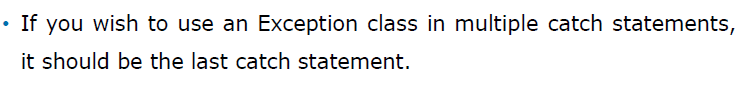 • If you wish to use an Exception class in multiple catch statements,
it should be the last catch statement.